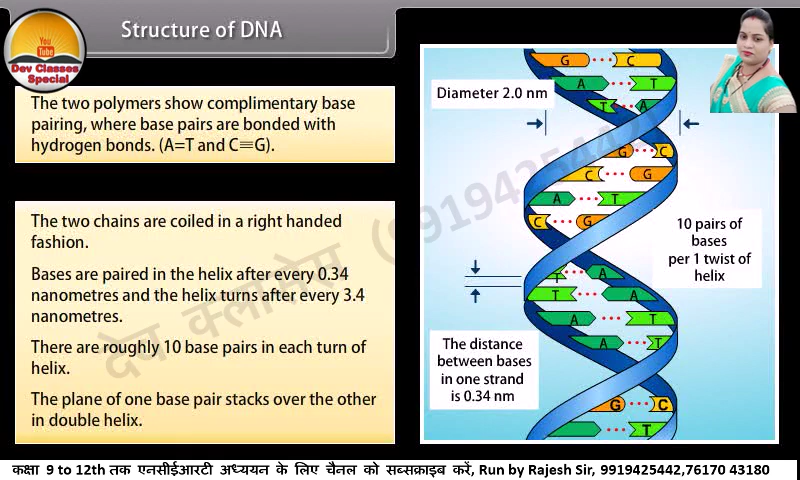 Structure of DNA
You
Tube
Dev Classes
Special
The two polymers show complimentary base
pairing, where base pairs are bonded with
hydrogen bonds. (A=T and C≡G).
The two chains are coiled in a right handed
fashion.
Bases are paired in the helix after every 0.34
nanometres and the helix turns after every 3.4
nanometres.
There are roughly 10 base pairs in each turn of
helix.
The plane of one base pair stacks over the other
in double helix.
देव क्लासेस (9919425442)
G C
A T
T A
Diameter 2.0 nm
G C
C G
A T
C G
10 pairs of
bases
per 1 twist of
helix
T A
T A
A T
A T
The distance
between bases
in one strand
is 0.34 nm
G C
T
कक्षा 9 to 12th तक एनसीईआरटी अध्ययन के लिए चैनल को सब्सक्राइब करें, Run by Rajesh Sir, 9919425442,76170 43180